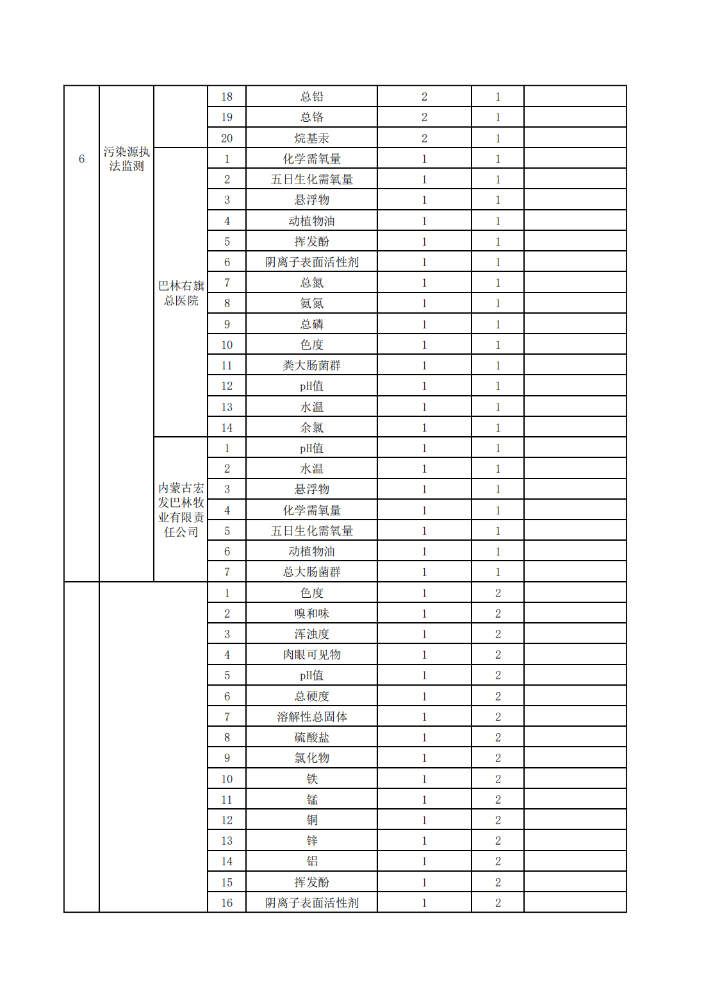 18 总铅 2 1
19 总铬 2 1
20 烷基汞 2 1
6 污染源执
法监测
1 化学需氧量 1 1
2 五日生化需氧量 1 1
3 悬浮物 1 1
4 动植物油 1 1
5 挥发酚 1 1
6 阴离子表面活性剂 1 1
巴林右旗
总医院
7 总氮 1 1
8 氨氮 1 1
9 总磷 1 1
10 色度 1 1
11 粪大肠菌群 1 1
12 pH值 1 1
13 水温 1 1
14 余氯 1 1
1 pH值 1 1
2 水温 1 1
内蒙古宏
发巴林牧
业有限责
任公司
3 悬浮物 1 1
4 化学需氧量 1 1
5 五日生化需氧量 1 1
6 动植物油 1 1
7 总大肠菌群 1 1
1 色度 1 2
2 嗅和味 1 2
3 浑浊度 1 2
4 肉眼可见物 1 2
5 pH值 1 2
6 总硬度 1 2
7 溶解性总固体 1 2
8 硫酸盐 1 2
9 氯化物 1 2
10 铁 1 2
11 锰 1 2
12 铜 1 2
13 锌 1 2
14 铝 1 2
15 挥发酚 1 2
16 阴离子表面活性剂 1 2